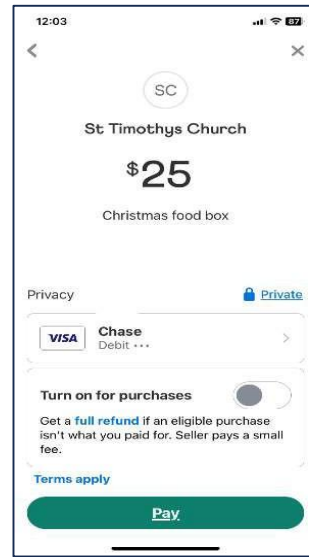 12:03 87
SC
St Timothys Church
$25
Christmas food box
Privacy Private
VISA Chase
Debit ···
Turn on for purchases
Get a full refund if an eligible purchase
isn't what you paid for. Seller pays a small
fee.
Terms apply
Pay